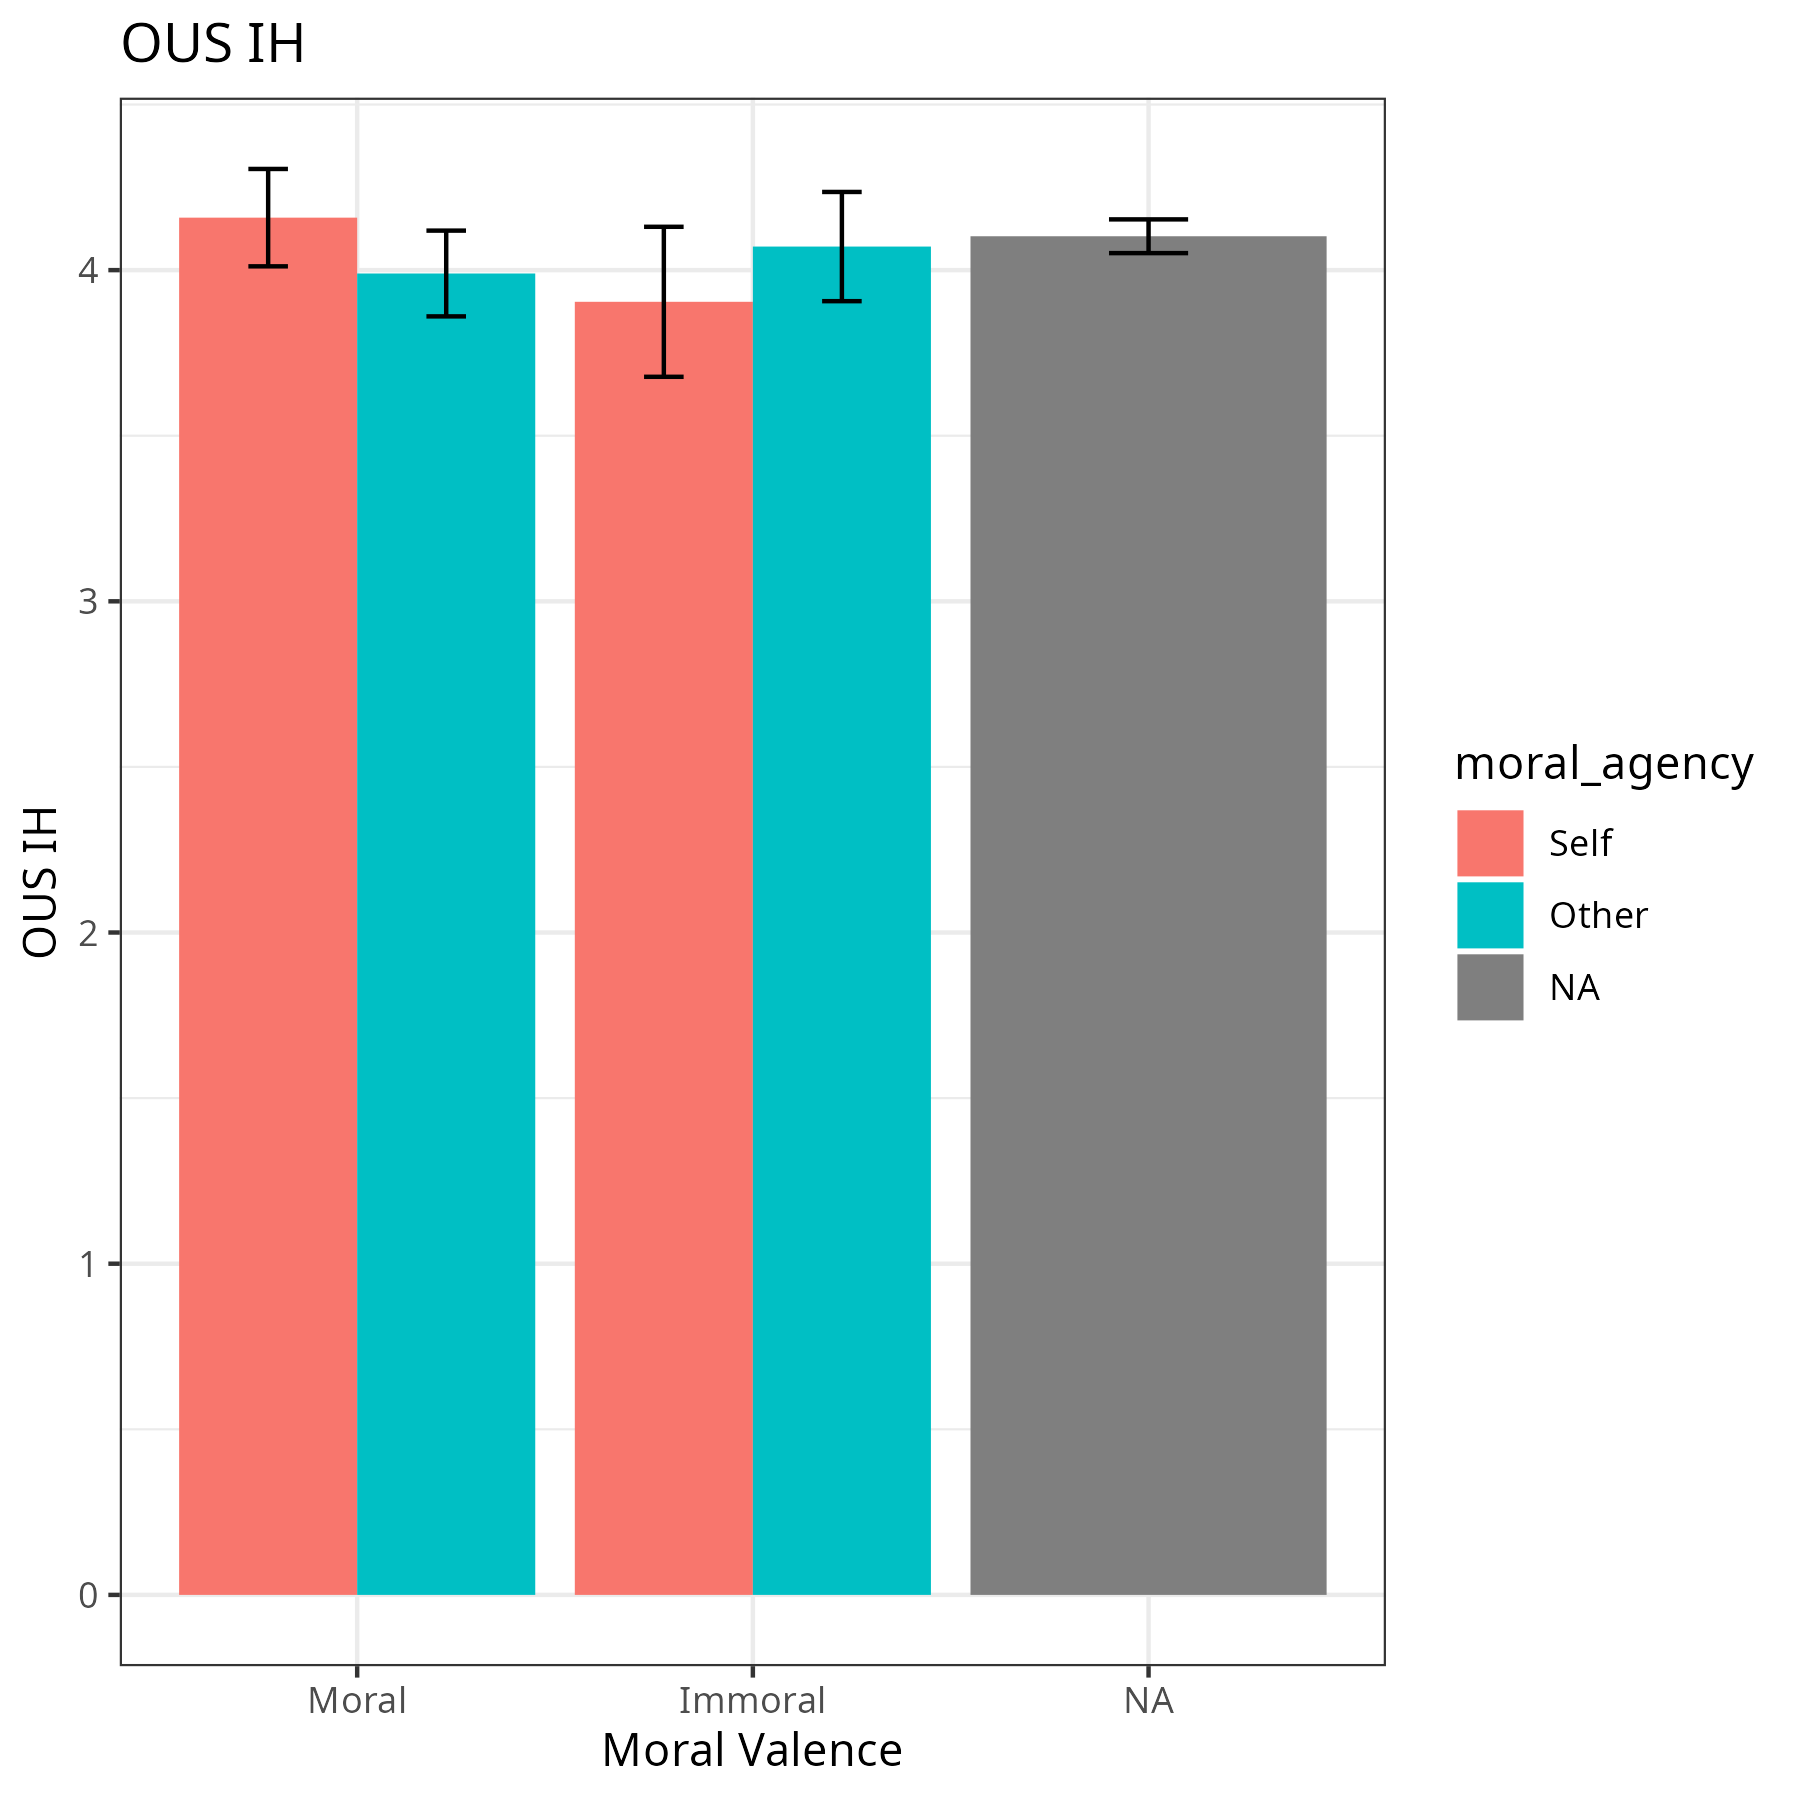 OUS IH
OUS IH
4
3
2
1
0
Moral
Immoral
NA
Moral Valence
moral_agency
Self
Other
NA